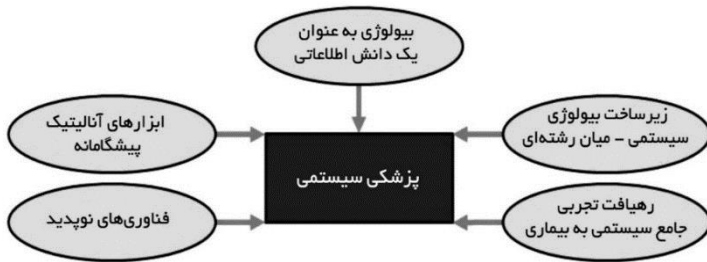 بیولوژی به عنوان
یک دانش اطلاعاتی
زیرساخت بیولوژی
سیستمی – میان رشته‌ای
ابزارهای آنالیتیک
پیشگامانه
پزشکی سیستمی
رهیافت تجربی
جامع سیستمی به بیماری
فناوری‌های نوپدید